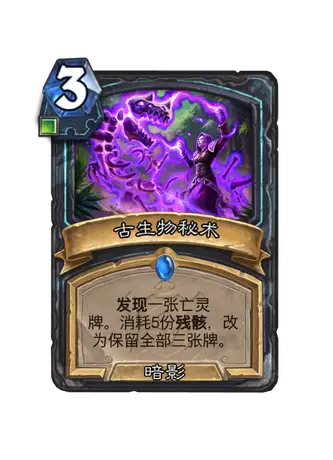 3
古生物秘术
发现一张亡灵
牌。消耗5份残骸，改
为保留全部三张牌。
暗影